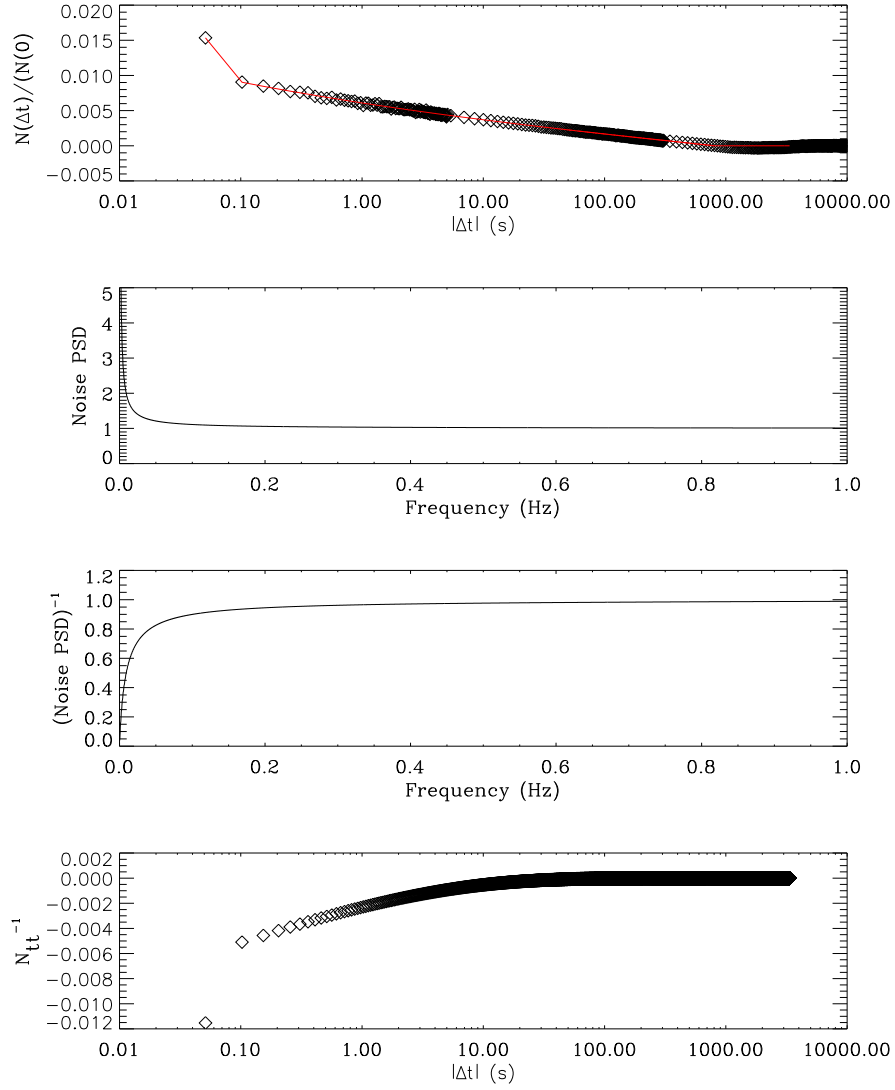 0.020
0.015
0.010
0.005
0.000
−0.005
N(Δt)/(N(0)
0.01 0.10 1.00 10.00 100.00 1000.00 10000.00
|Δt| (s)
5
4
3
2
1
0
Noise PSD
0.0 0.2 0.4 0.6 0.8 1.0
Frequency (Hz)
1.2
1.0
0.8
0.6
0.4
0.2
0.0
(Noise PSD)⁻¹
0.0 0.2 0.4 0.6 0.8 1.0
Frequency (Hz)
0.002
0.000
−0.002
−0.004
−0.006
−0.008
−0.010
−0.012
Ntt⁻¹
0.01 0.10 1.00 10.00 100.00 1000.00 10000.00
|Δt| (s)